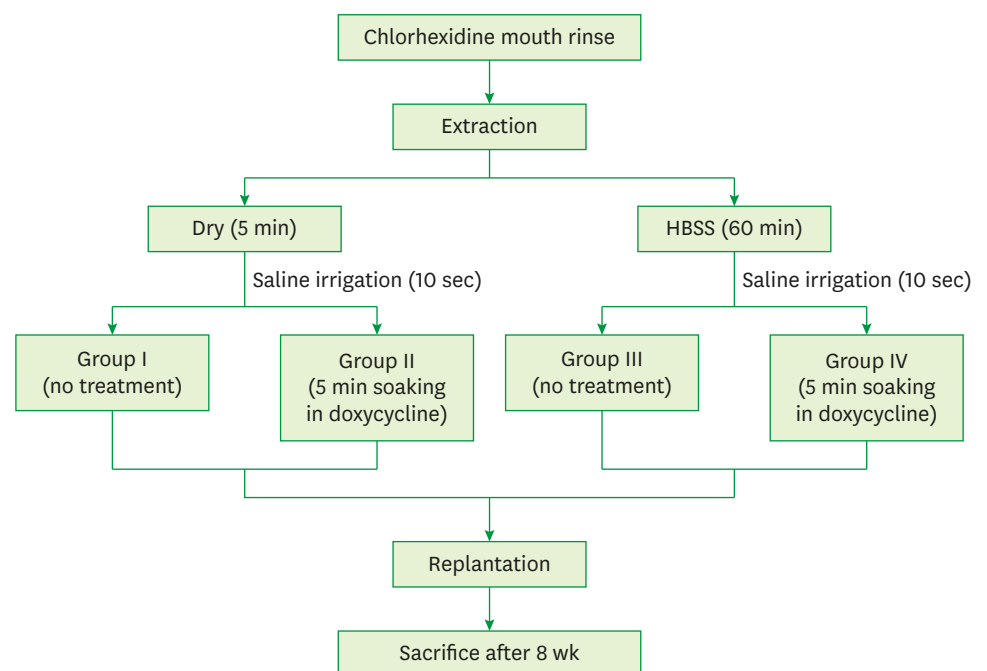 Chlorhexidine mouth rinse
Extraction
Dry (5 min)
HBSS (60 min)
Saline irrigation (10 sec)
Saline irrigation (10 sec)
Group I
(no treatment)
Group II
(5 min soaking
in doxycycline)
Group III
(no treatment)
Group IV
(5 min soaking
in doxycycline)
Replantation
Sacrifice after 8 wk